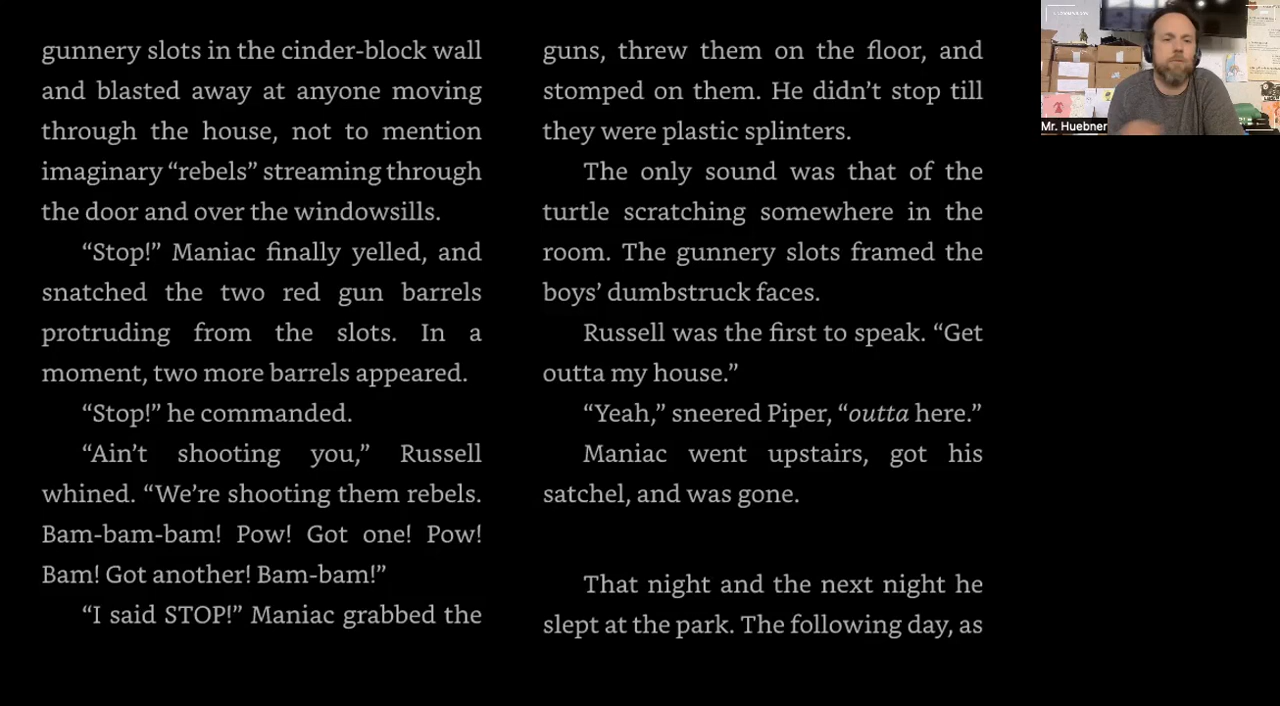 gunnery slots in the cinder-block wall
and blasted away at anyone moving
through the house, not to mention
imaginary “rebels” streaming through
the door and over the windowsills.
“Stop!” Maniac finally yelled, and
snatched the two red gun barrels
protruding from the slots. In a
moment, two more barrels appeared.
“Stop!” he commanded.
“Ain’t shooting you,” Russell
whined. “We’re shooting them rebels.
Bam-bam-bam! Pow! Got one! Pow!
Bam! Got another! Bam-bam!”
“I said STOP!” Maniac grabbed the
guns, threw them on the floor, and
stomped on them. He didn’t stop till
they were plastic splinters.
The only sound was that of the
turtle scratching somewhere in the
room. The gunnery slots framed the
boys’ dumbstruck faces.
Russell was the first to speak. “Get
outta my house.”
“Yeah,” sneered Piper, “outta here.”
Maniac went upstairs, got his
satchel, and was gone.
That night and the next night he
slept at the park. The following day, as
Mr. Huebner